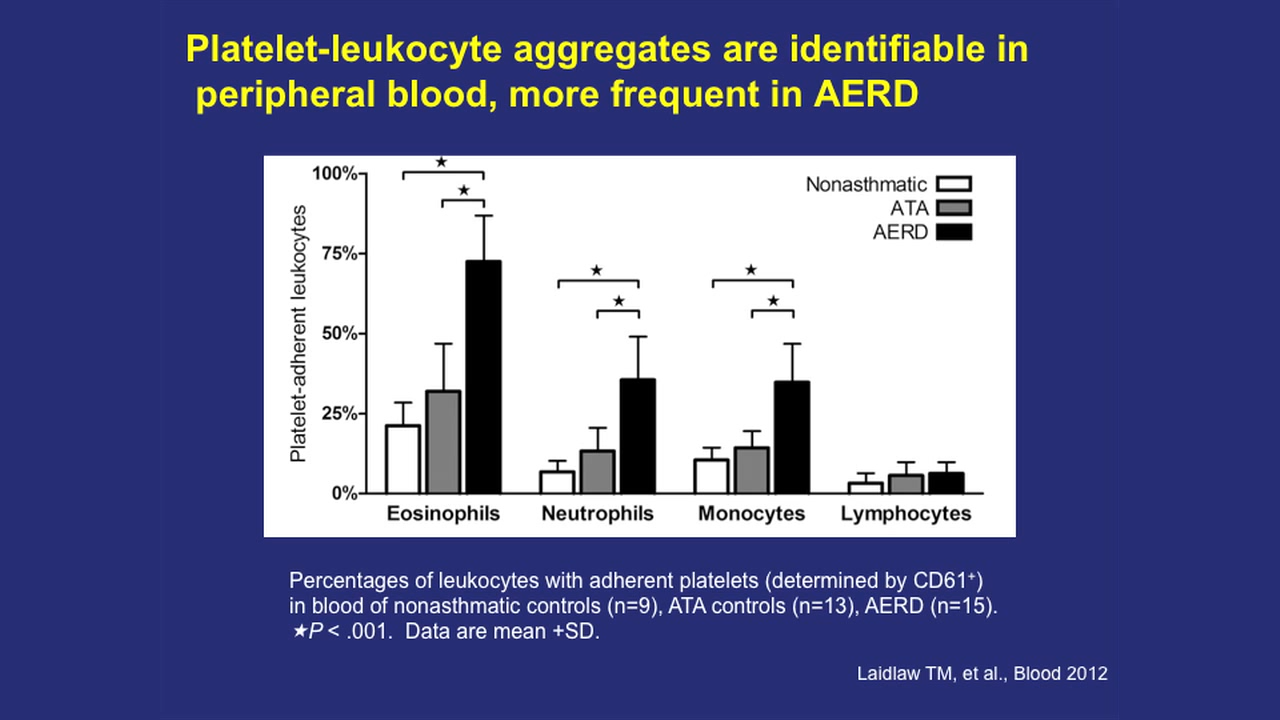 Platelet-leukocyte aggregates are identifiable in
peripheral blood, more frequent in AERD
Platelet-adherent leukocytes
100%
75%
50%
25%
0%
★
★
★
★
★
★
Nonasthmatic
ATA
AERD
Eosinophils
Neutrophils
Monocytes
Lymphocytes
Percentages of leukocytes with adherent platelets (determined by CD61⁺)
in blood of nonasthmatic controls (n=9), ATA controls (n=13), AERD (n=15).
★P < .001. Data are mean +SD.
Laidlaw TM, et al., Blood 2012